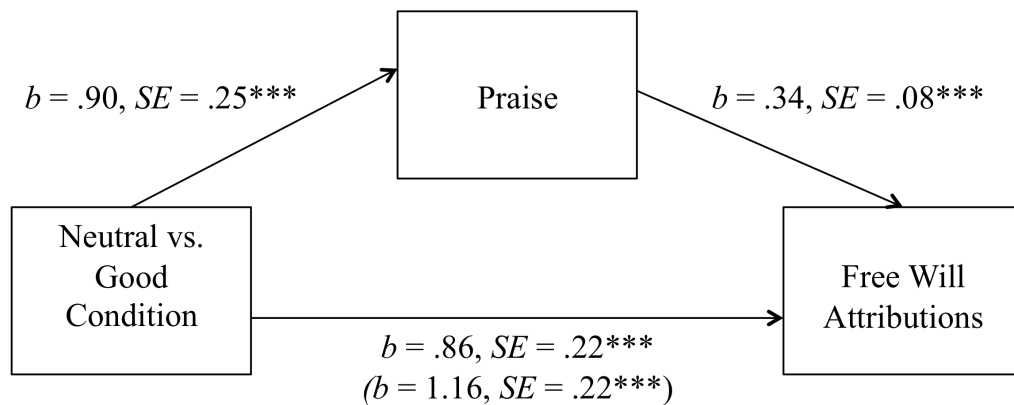 b = .90, SE = .25***
Praise
b = .34, SE = .08***
Neutral vs.
Good
Condition
Free Will
Attributions
b = .86, SE = .22***
(b = 1.16, SE = .22***)